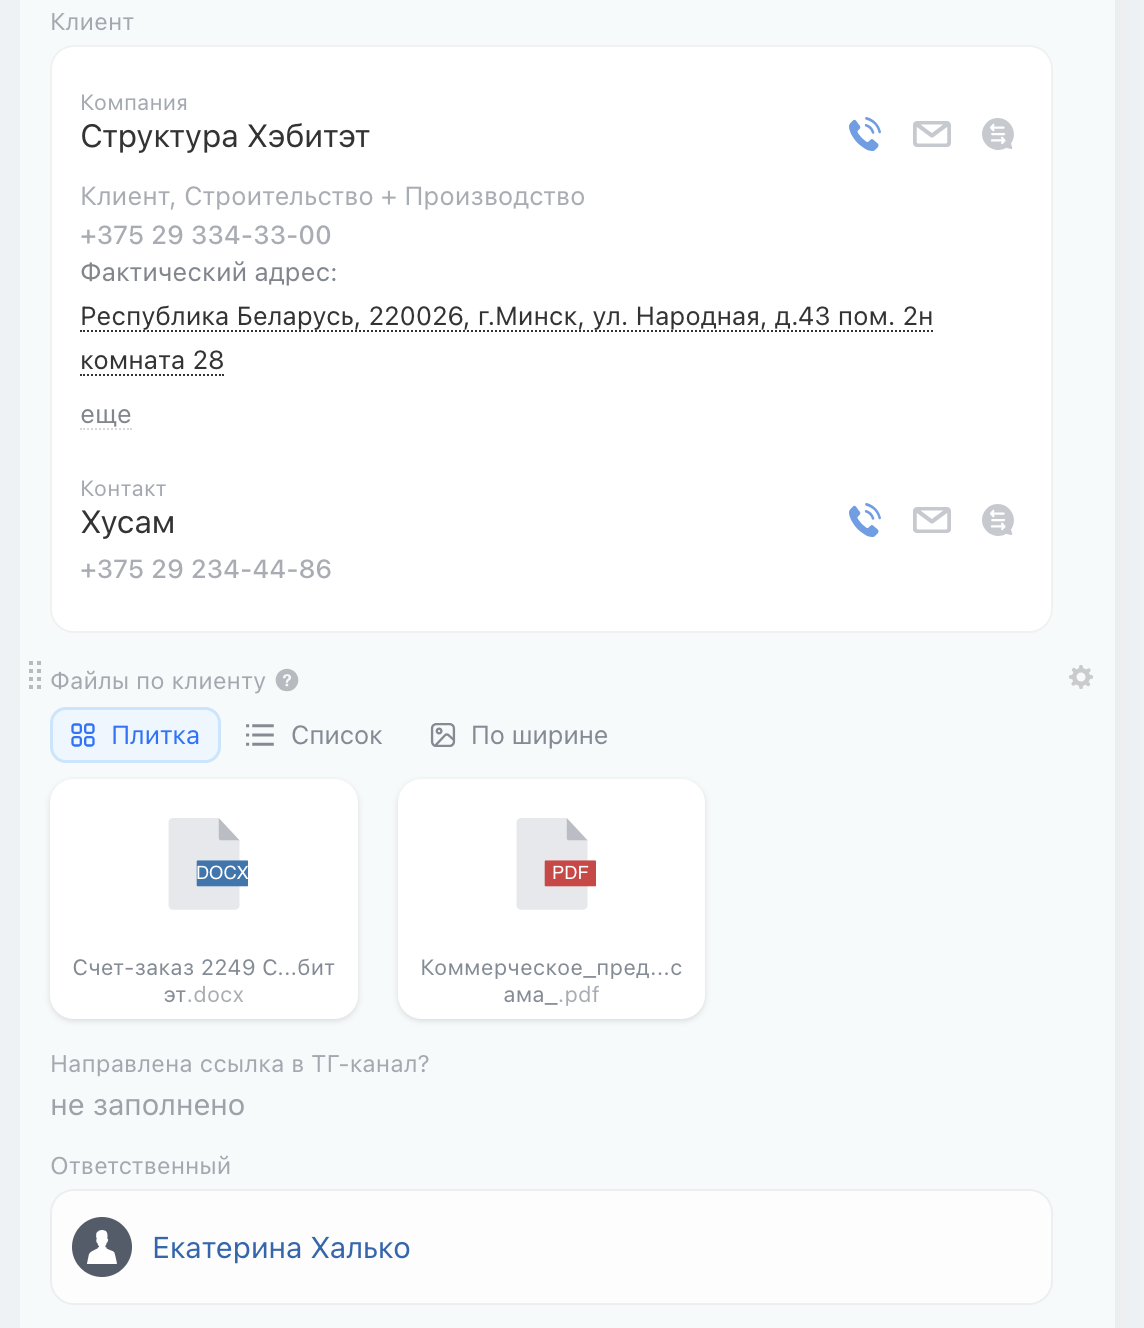 Клиент
Компания
Структура Хэбитэт
Клиент, Строительство + Производство
+375 29 334-33-00
Фактический адрес:
Республика Беларусь, 220026, г.Минск, ул. Народная, д.43 пом. 2н
комната 28
еще
Контакт
Хусам
+375 29 234-44-86
Файлы по клиенту ?
Плитка Список По ширине
DOCX PDF
Счет-заказ 2249 С...бит
эт.docx
Коммерческое_пред...с
ама_.pdf
Направлена ссылка в ТГ-канал?
не заполнено
Ответственный
Екатерина Халько